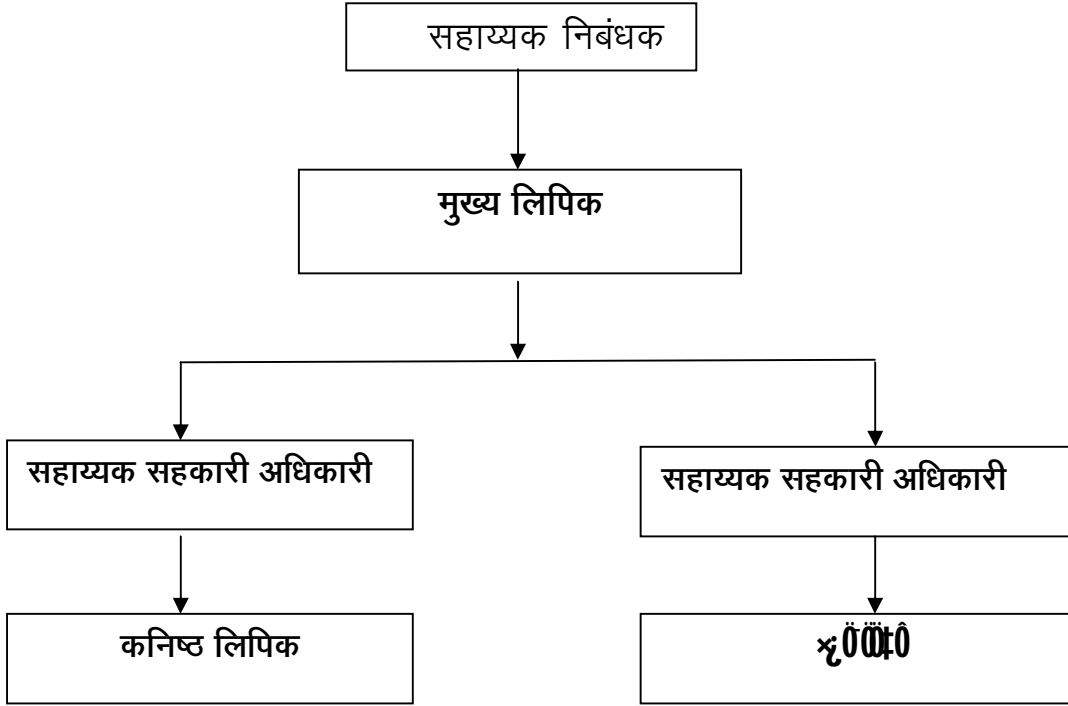 सहाय्यक निबंधक
मुख्य लिपिक
सहाय्यक सहकारी अधिकारी
सहाय्यक सहकारी अधिकारी
कनिष्ठ लिपिक